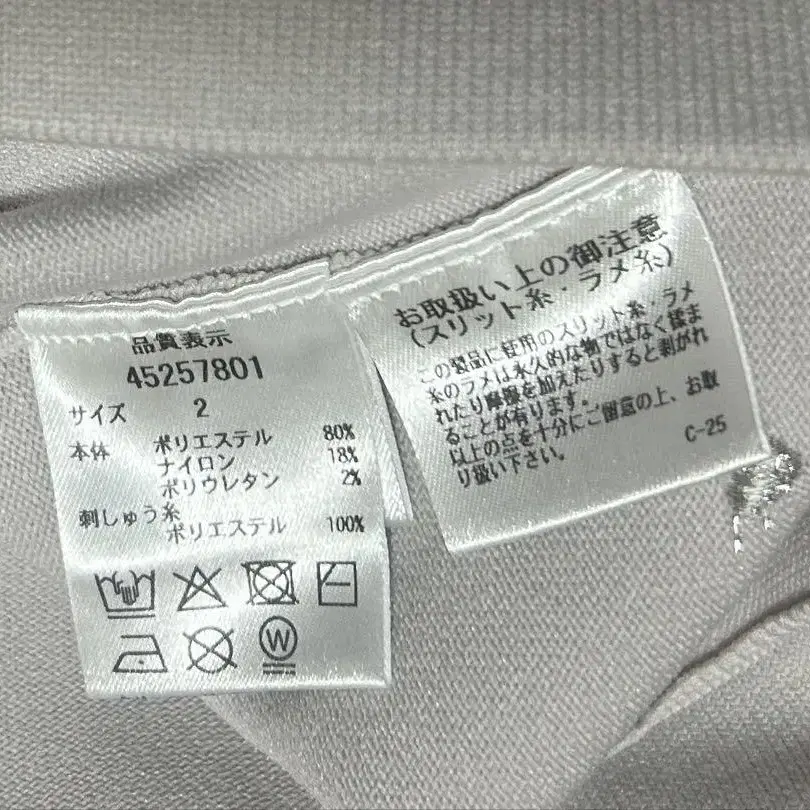 品質表示
45257801
サイズ 2
本体 ポリエステル 80%
ナイロン 18%
ポリウレタン 2%
刺しゅう糸
ポリエステル 100%
W
お取扱い上の御注意
(スリット糸・ラメ糸)
この製品に使用のスリット糸・ラメ
糸のラメは永久的な物ではなく揉ま
れたり摩擦を加えたりすると剥がれ
ることが有ります。
以上の点を十分にご留意の上、お取
り扱い下さい。
C-25